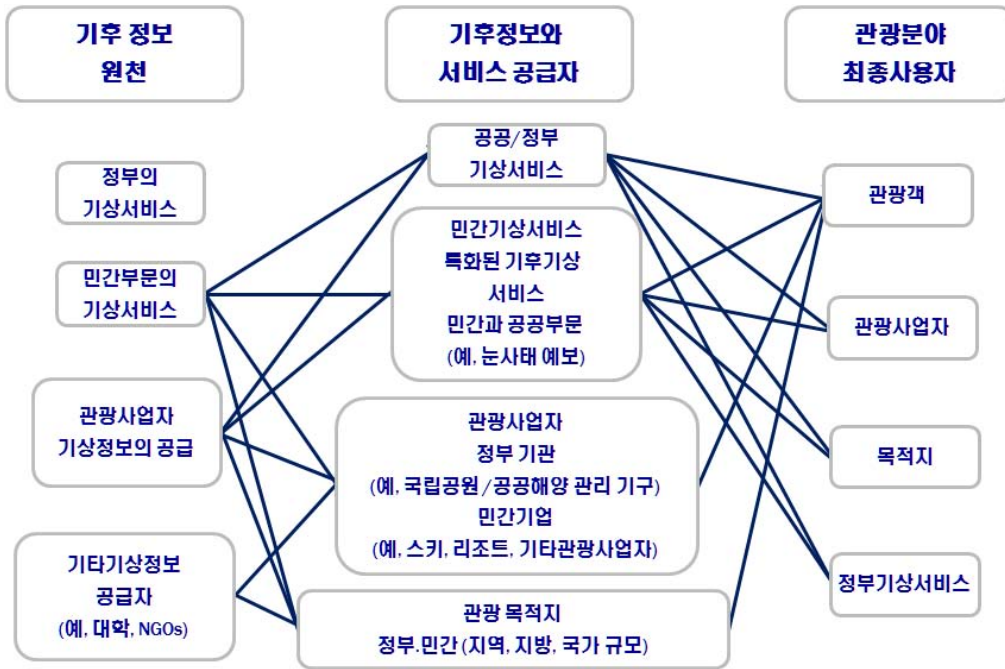 기후 정보
원천
기후정보와
서비스 공급자
관광분야
최종사용자
정부의
기상서비스
민간부문의
기상서비스
관광사업자
기상정보의 공급
기타기상정보
공급자
(예, 대학, NGOs)
공공/정부
기상서비스
민간기상서비스
특화된 기후기상
서비스
민간과 공공부문
(예, 눈사태 예보)
관광사업자
정부 기관
(예, 국립공원 /공공해양 관리 기구)
민간기업
(예, 스키, 리조트, 기타관광사업자)
관광 목적지
정부.민간 (지역, 지방, 국가 규모)
관광객
관광사업자
목적지
정부기상서비스